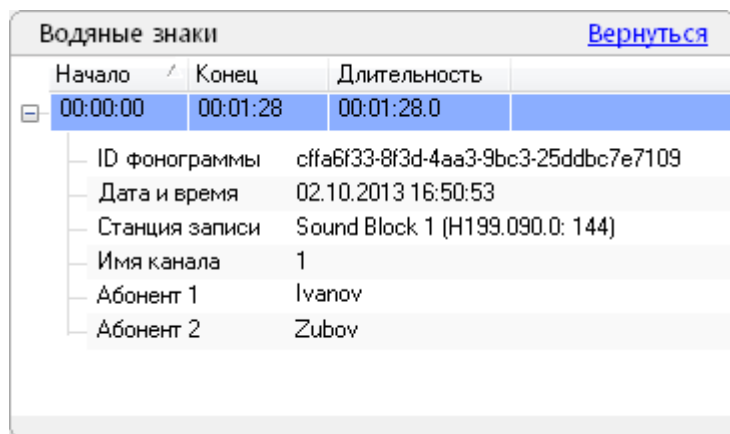 Водяные знаки Вернуться
Начало Конец Длительность
00:00:00 00:01:28 00:01:28.0
ID фонограммы cffa6f33-8f3d-4aa3-9bc3-25ddbc7e7109
Дата и время 02.10.2013 16:50:53
Станция записи Sound Block 1 (H199.090.0: 144)
Имя канала 1
Абонент 1 Ivanov
Абонент 2 Zubov